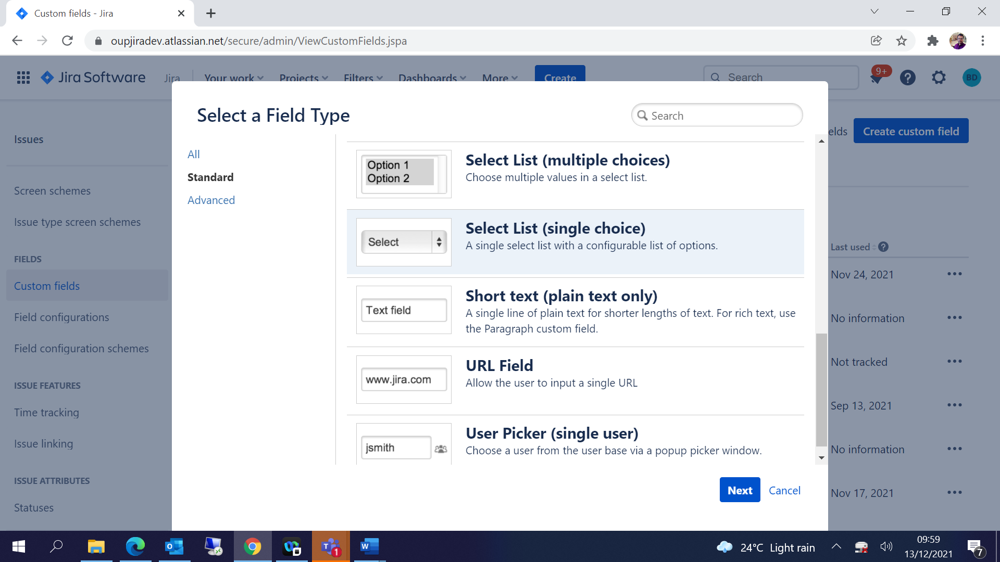 Custom fields - Jira
oupjiradev.atlassian.net/secure/admin/ViewCustomFields.jspa
Jira Software
Jira
Your work
Projects
Filters
Dashboards
More
Create
Search
9+
?
BD
Select a Field Type
Search
elds
Create custom field
Issues
Screen schemes
Issue type screen schemes
FIELDS
Custom fields
Field configurations
Field configuration schemes
ISSUE FEATURES
Time tracking
Issue linking
ISSUE ATTRIBUTES
Statuses
All
Standard
Advanced
Option 1
Option 2
Select List (multiple choices)
Choose multiple values in a select list.
Select
Select List (single choice)
A single select list with a configurable list of options.
Text field
Short text (plain text only)
A single line of plain text for shorter lengths of text. For rich text, use
the Paragraph custom field.
www.jira.com
URL Field
Allow the user to input a single URL
jsmith
User Picker (single user)
Choose a user from the user base via a popup picker window.
Next
Cancel
Last used
?
Nov 24, 2021
No information
Not tracked
Sep 13, 2021
No information
Nov 17, 2021
24°C Light rain
09:59
13/12/2021
7
1